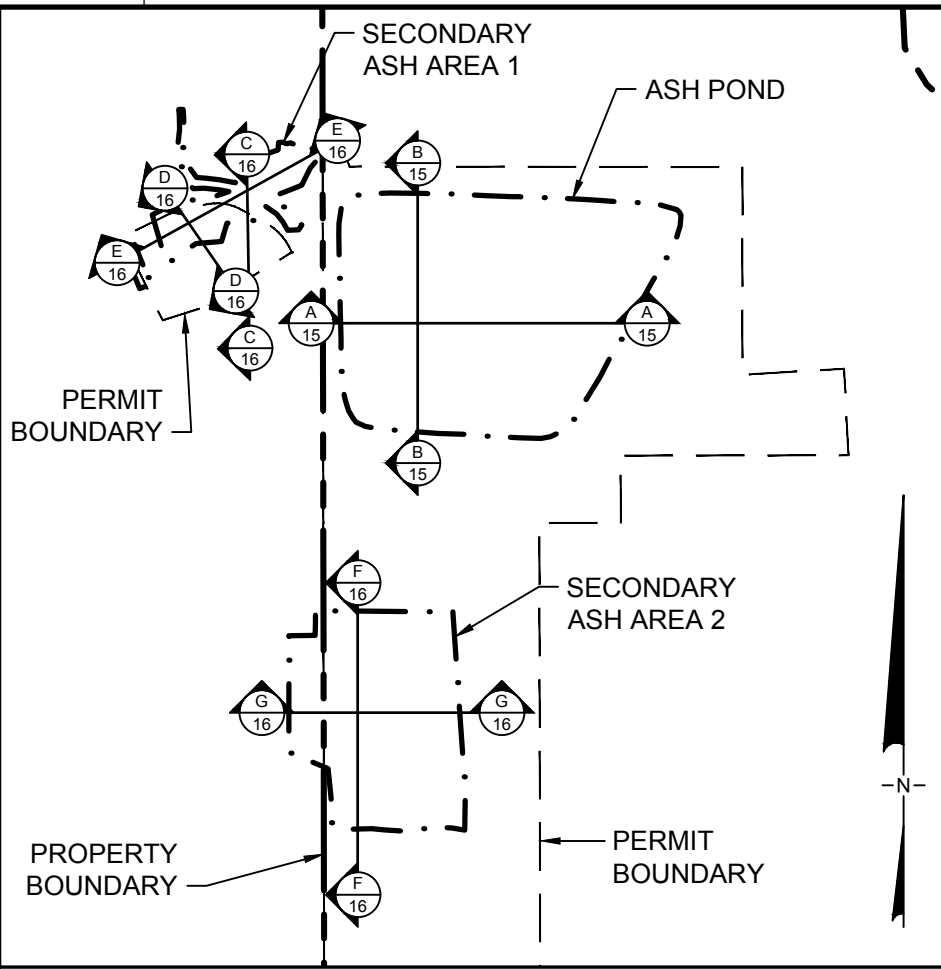 SECONDARY
ASH AREA 1
ASH POND
E
16
C
16
B
15
D
16
E
16
D
16
A
15
A
15
C
16
PERMIT
BOUNDARY
B
15
F
16
SECONDARY
ASH AREA 2
G
16
G
16
-N-
PROPERTY
BOUNDARY
PERMIT
BOUNDARY
F
16